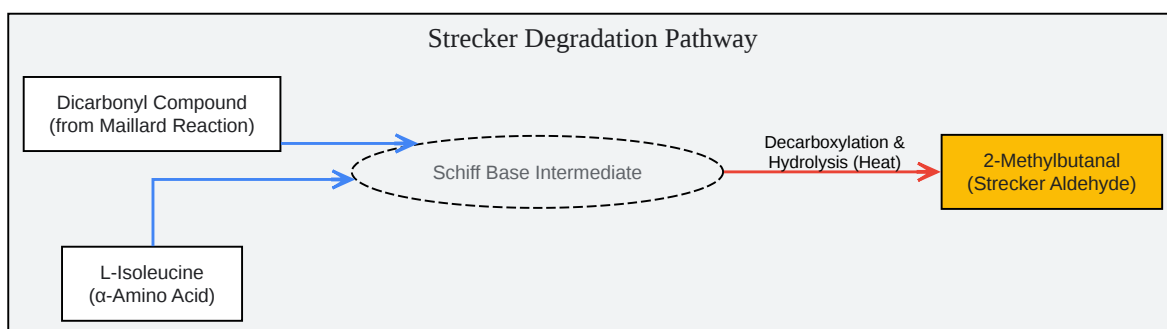 Strecker Degradation Pathway
Dicarbonyl Compound
(from Maillard Reaction)
Schiff Base Intermediate
Decarboxylation &
Hydrolysis (Heat)
2-Methylbutanal
(Strecker Aldehyde)
L-Isoleucine
(α-Amino Acid)